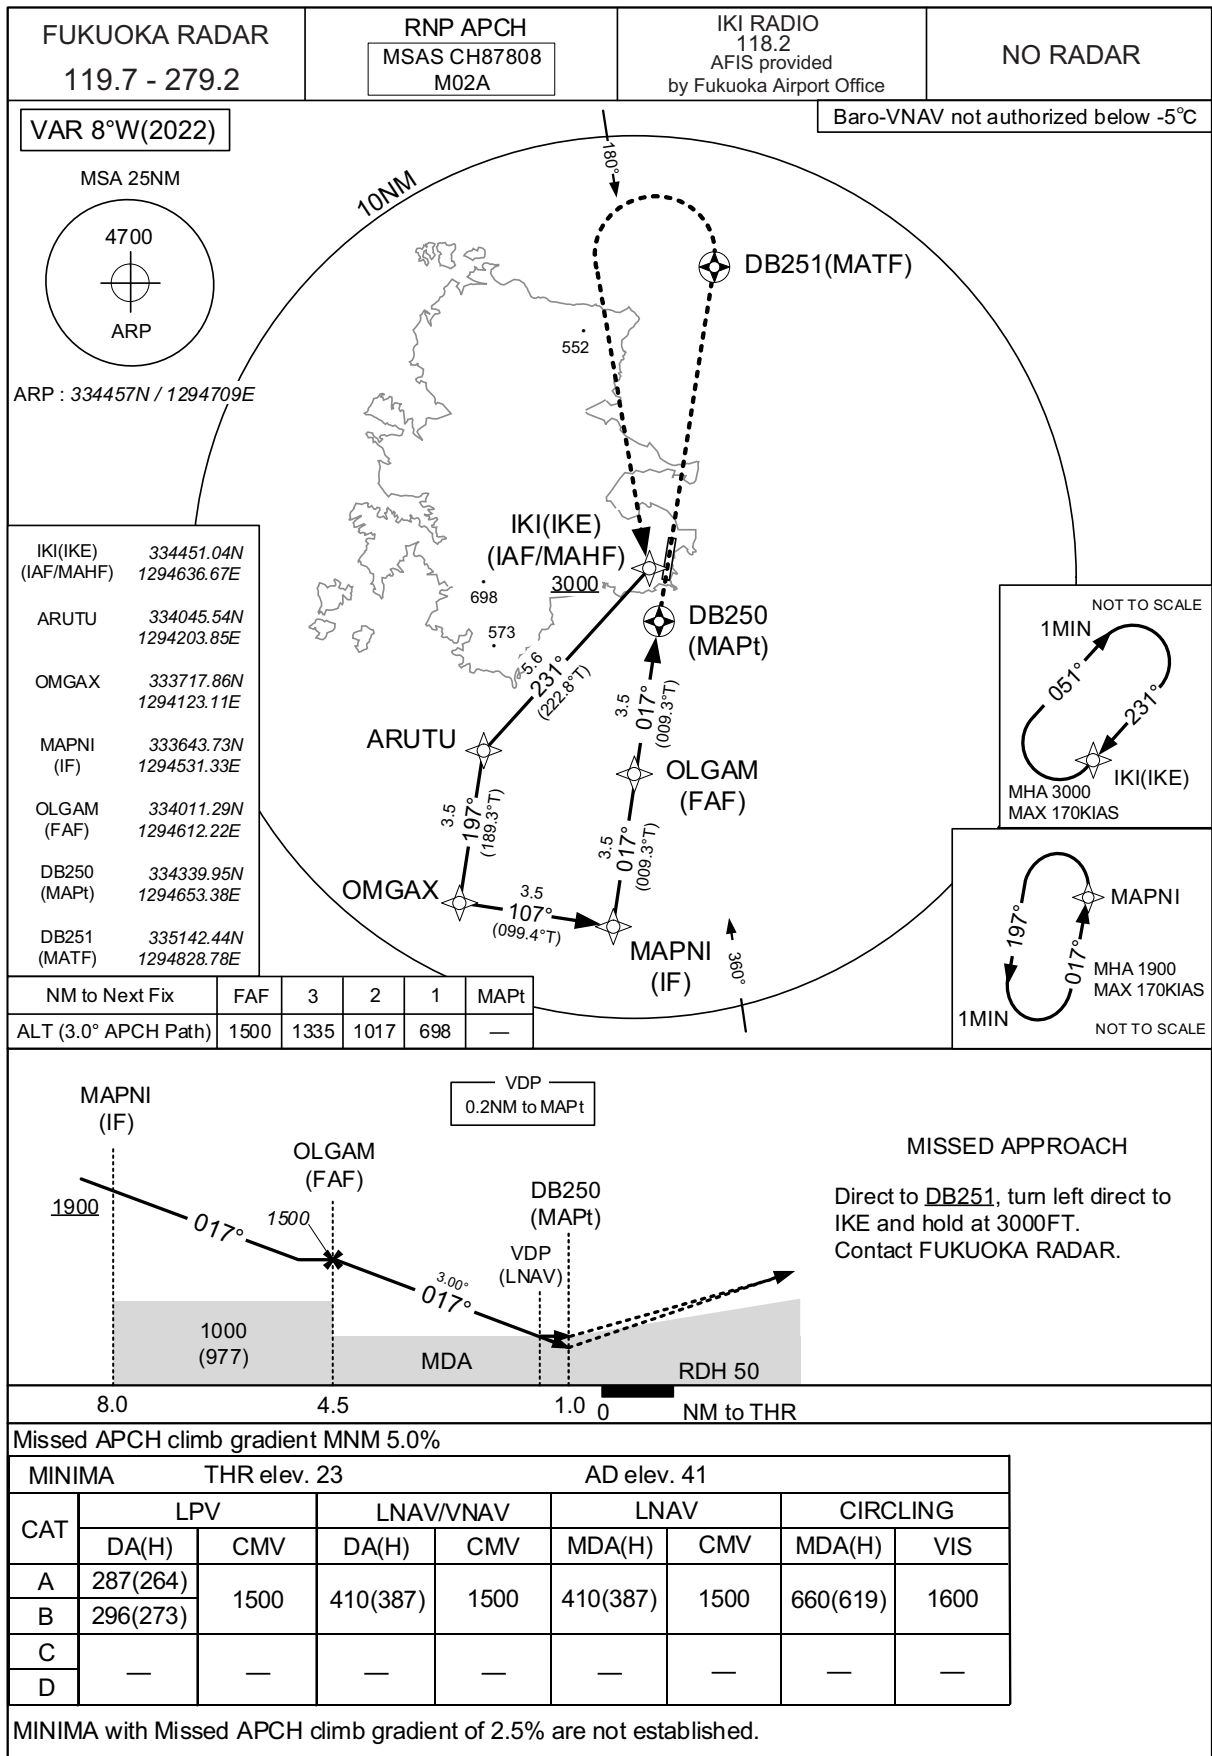 FUKUOKA RADAR
119.7 - 279.2
RNP APCH
MSAS CH87808
M02A
IKI RADIO
118.2
AFIS provided
by Fukuoka Airport Office
NO RADAR
Baro-VNAV not authorized below -5℃
VAR 8°W(2022)
MSA 25NM
4700
ARP
ARP : 334457N / 1294709E
10NM
180°
DB251(MATF)
552
IKI(IKE)
(IAF/MAHF)
3000
698
573
DB250
(MAPt)
5.6
231°
(222.8°T)
3.5
017°
(009.3°T)
ARUTU
OLGAM
(FAF)
3.5
197°
(189.3°T)
3.5
017°
(009.3°T)
OMGAX
3.5
107°
(099.4°T)
MAPNI
(IF)
360°
IKI(IKE) 334451.04N
(IAF/MAHF) 1294636.67E
ARUTU 334045.54N
1294203.85E
OMGAX 333717.86N
1294123.11E
MAPNI 333643.73N
(IF) 1294531.33E
OLGAM 334011.29N
(FAF) 1294612.22E
DB250 334339.95N
(MAPt) 1294653.38E
DB251 335142.44N
(MATF) 1294828.78E
NOT TO SCALE
1MIN
051°
231°
IKI(IKE)
MHA 3000
MAX 170KIAS
MAPNI
197°
017°
MHA 1900
MAX 170KIAS
1MIN
NOT TO SCALE
NM to Next Fix FAF 3 2 1 MAPt
ALT (3.0° APCH Path) 1500 1335 1017 698 —
MAPNI
(IF)
VDP
0.2NM to MAPt
OLGAM
(FAF)
DB250
(MAPt)
1900
017°
1500
VDP
(LNAV)
3.00°
017°
1000
(977)
MDA
RDH 50
8.0 4.5 1.0 0 NM to THR
MISSED APPROACH
Direct to DB251, turn left direct to
IKE and hold at 3000FT.
Contact FUKUOKA RADAR.
Missed APCH climb gradient MNM 5.0%
MINIMA THR elev. 23 AD elev. 41
CAT LPV LNAV/VNAV LNAV CIRCLING
DA(H) CMV DA(H) CMV MDA(H) CMV MDA(H) VIS
A 287(264) 1500 410(387) 1500 410(387) 1500 660(619) 1600
B 296(273)
C — — — — — — — —
D
MINIMA with Missed APCH climb gradient of 2.5% are not established.